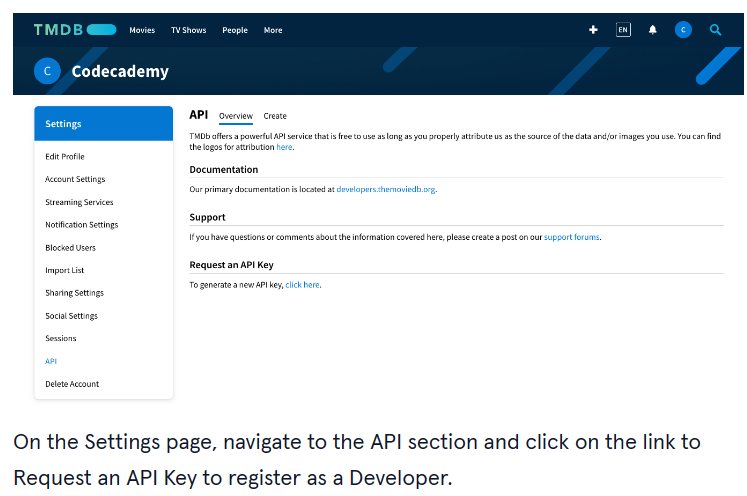 TMDB Movies TV Shows People More + EN C
C Codecademy
Settings
Edit Profile
Account Settings
Streaming Services
Notification Settings
Blocked Users
Import List
Sharing Settings
Social Settings
Sessions
API
Delete Account
API Overview Create
TMDb offers a powerful API service that is free to use as long as you properly attribute us as the source of the data and/or images you use. You can find
the logos for attribution here.
Documentation
Our primary documentation is located at developers.themoviedb.org.
Support
If you have questions or comments about the information covered here, please create a post on our support forums.
Request an API Key
To generate a new API key, click here.
On the Settings page, navigate to the API section and click on the link to
Request an API Key to register as a Developer.